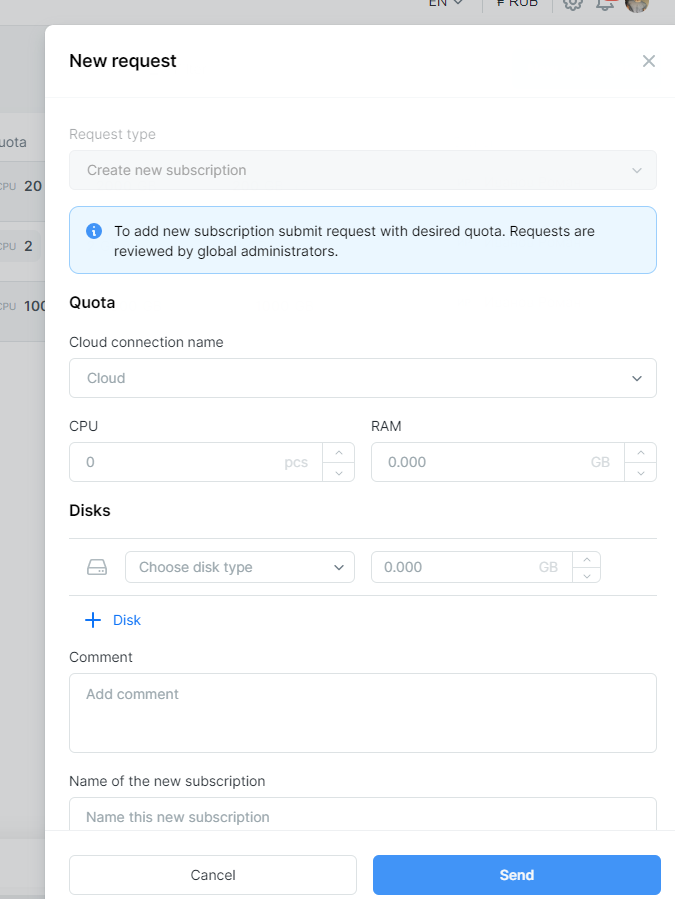 EN
RUB
New request
Request type
Create new subscription
To add new subscription submit request with desired quota. Requests are
reviewed by global administrators.
Quota
Cloud connection name
Cloud
CPU
RAM
0 pcs
0.000 GB
Disks
Choose disk type
0.000 GB
Disk
Comment
Add comment
Name of the new subscription
Name this new subscription
Cancel
Send
CPU 20
CPU 2
CPU 100